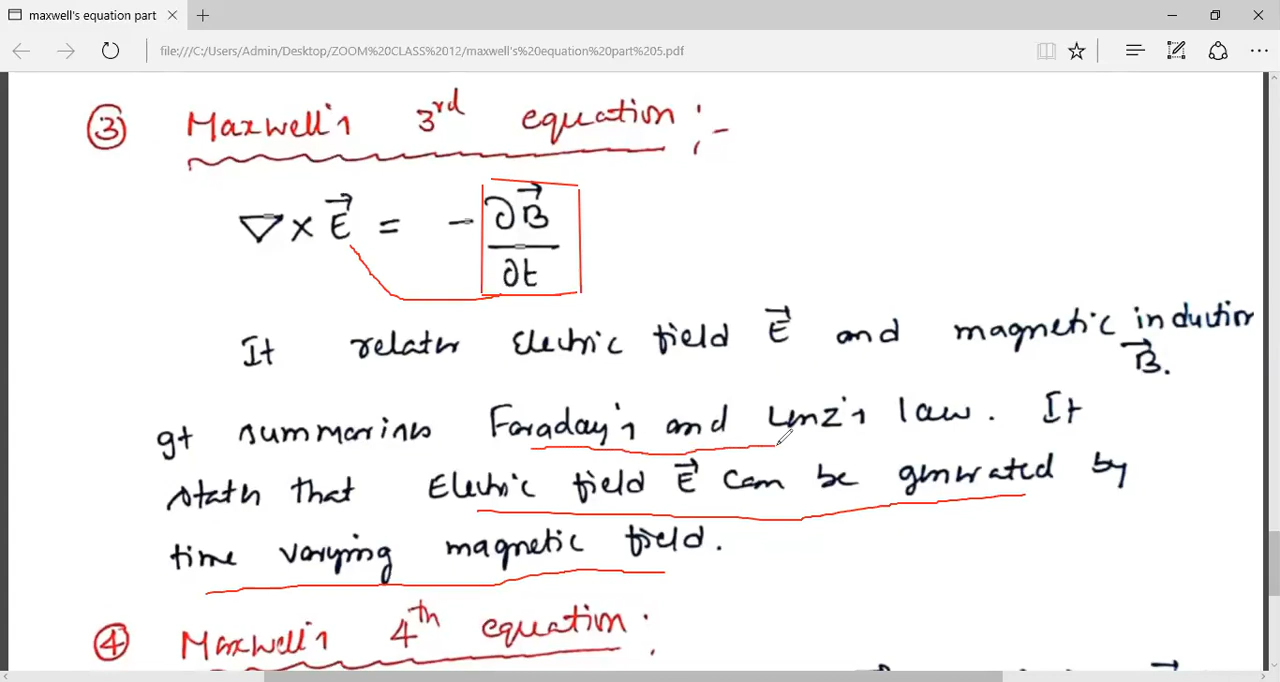 maxwell's equation part
file:///C:/Users/Admin/Desktop/ZOOM%20CLASS%2012/maxwell's%20equation%20part%205.pdf
③ Maxwell's 3rd equation :-
∇ × E⃗ = - ∂B⃗/∂t
It relates Electric field E⃗ and magnetic induction B⃗.
It summarises Faraday's and Lenz's law. It
states that Electric field E⃗ can be generated by
time varying magnetic field.
④ Maxwell's 4th equation :